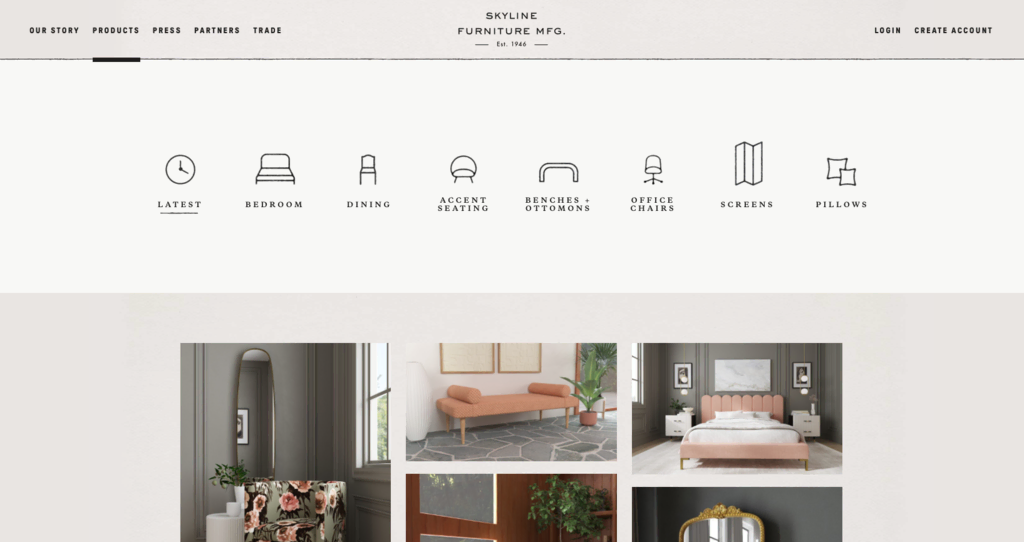 OUR STORY PRODUCTS PRESS PARTNERS TRADE
SKYLINE
FURNITURE MFG.
Est. 1946
LOGIN CREATE ACCOUNT
LATEST
BEDROOM
DINING
ACCENT
SEATING
BENCHES +
OTTOMONS
OFFICE
CHAIRS
SCREENS
PILLOWS